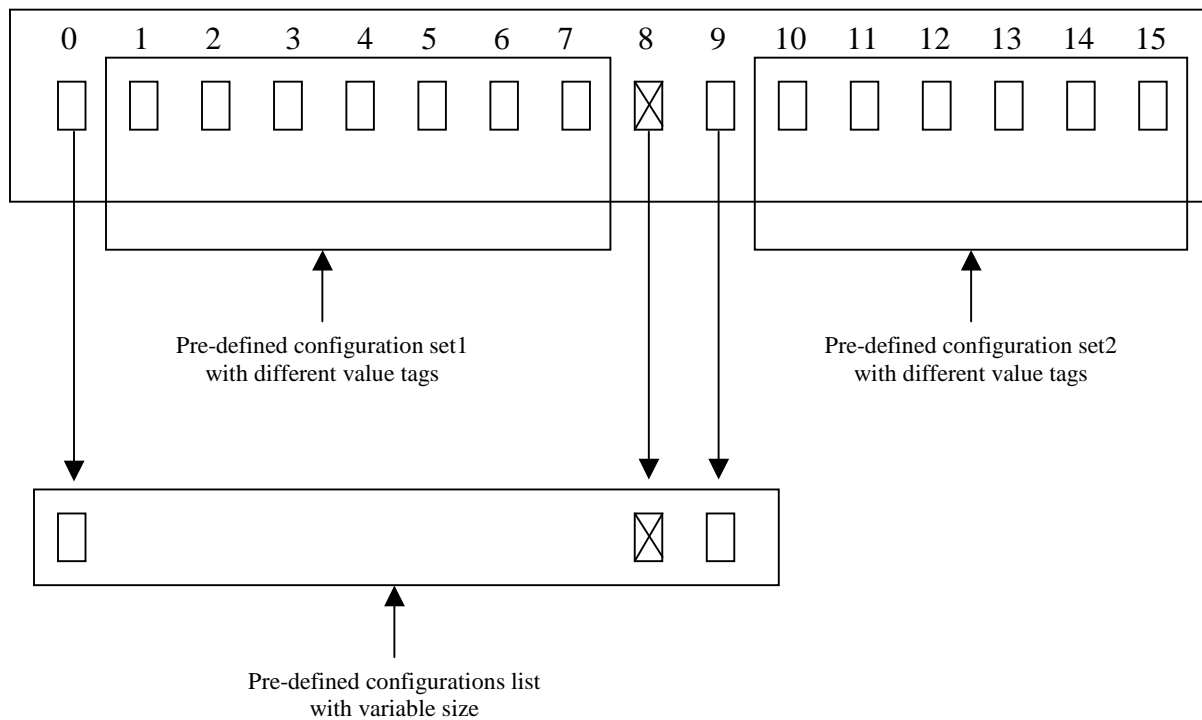 0 1 2 3 4 5 6 7 8 9 10 11 12 13 14 15
Pre-defined configuration set1
with different value tags
Pre-defined configuration set2
with different value tags
Pre-defined configurations list
with variable size